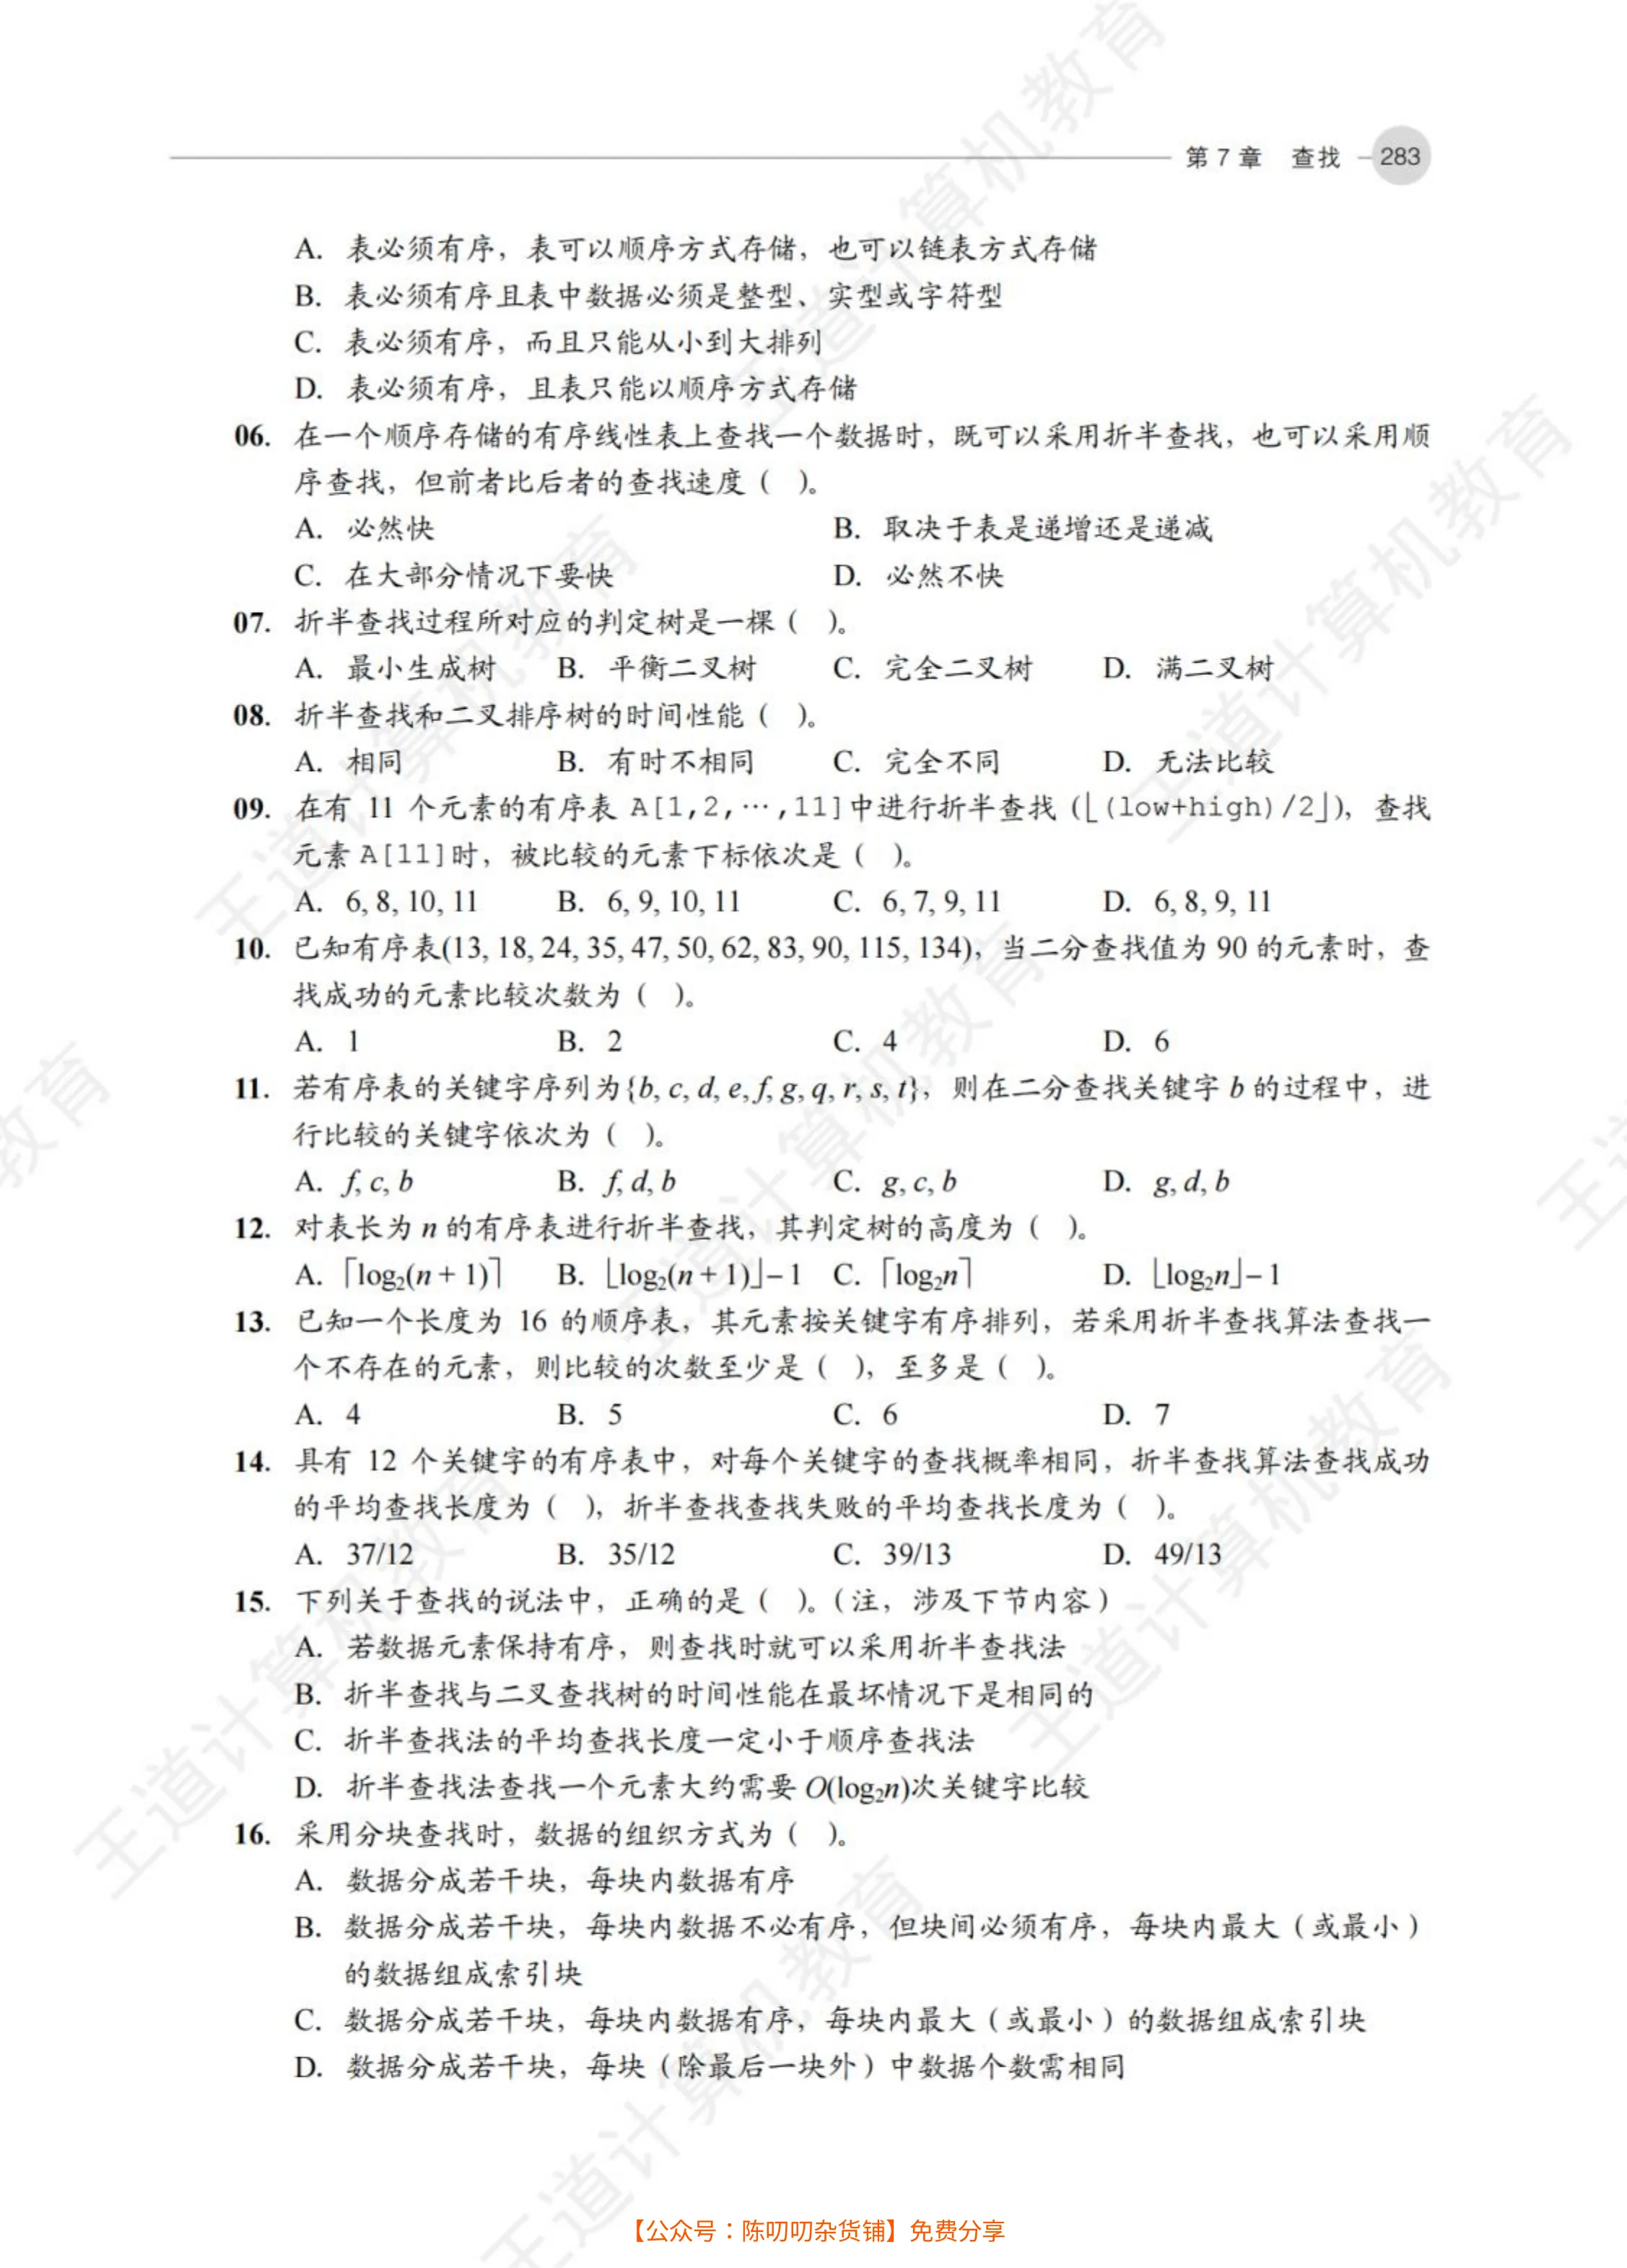 第 7 章 查找 283
A. 表必须有序，表可以顺序方式存储，也可以链表方式存储
B. 表必须有序且表中数据必须是整型、实型或字符型
C. 表必须有序，而且只能从小到大排列
D. 表必须有序，且表只能以顺序方式存储
06. 在一个顺序存储的有序线性表上查找一个数据时，既可以采用折半查找，也可以采用顺
序查找，但前者比后者的查找速度（ ）。
A. 必然快 B. 取决于表是递增还是递减
C. 在大部分情况下要快 D. 必然不快
07. 折半查找过程所对应的判定树是一棵（ ）。
A. 最小生成树 B. 平衡二叉树 C. 完全二叉树 D. 满二叉树
08. 折半查找和二叉排序树的时间性能（ ）。
A. 相同 B. 有时不相同 C. 完全不同 D. 无法比较
09. 在有 11 个元素的有序表 A[1,2,…,11]中进行折半查找（⌊(low+high)/2⌋），查找
元素 A[11]时，被比较的元素下标依次是（ ）。
A. 6, 8, 10, 11 B. 6, 9, 10, 11 C. 6, 7, 9, 11 D. 6, 8, 9, 11
10. 已知有序表(13, 18, 24, 35, 47, 50, 62, 83, 90, 115, 134)，当二分查找值为 90 的元素时，查
找成功的元素比较次数为（ ）。
A. 1 B. 2 C. 4 D. 6
11. 若有序表的关键字序列为{b, c, d, e, f, g, q, r, s, t}，则在二分查找关键字 b 的过程中，进
行比较的关键字依次为（ ）。
A. f, c, b B. f, d, b C. g, c, b D. g, d, b
12. 对表长为 n 的有序表进行折半查找，其判定树的高度为（ ）。
A. ⌈log₂(n + 1)⌉ B. ⌊log₂(n + 1)⌋ – 1 C. ⌈log₂n⌉ D. ⌊log₂n⌋ – 1
13. 已知一个长度为 16 的顺序表，其元素按关键字有序排列，若采用折半查找算法查找一
个不存在的元素，则比较的次数至少是（ ），至多是（ ）。
A. 4 B. 5 C. 6 D. 7
14. 具有 12 个关键字的有序表中，对每个关键字的查找概率相同，折半查找算法查找成功
的平均查找长度为（ ），折半查找查找失败的平均查找长度为（ ）。
A. 37/12 B. 35/12 C. 39/13 D. 49/13
15. 下列关于查找的说法中，正确的是（ ）。（注，涉及下节内容）
A. 若数据元素保持有序，则查找时就可以采用折半查找法
B. 折半查找与二叉查找树的时间性能在最坏情况下是相同的
C. 折半查找法的平均查找长度一定小于顺序查找法
D. 折半查找法查找一个元素大约需要 O(log₂n)次关键字比较
16. 采用分块查找时，数据的组织方式为（ ）。
A. 数据分成若干块，每块内数据有序
B. 数据分成若干块，每块内数据不必有序，但块间必须有序，每块内最大（或最小）
的数据组成索引块
C. 数据分成若干块，每块内数据有序，每块内最大（或最小）的数据组成索引块
D. 数据分成若干块，每块（除最后一块外）中数据个数需相同
【公众号：陈叨叨杂货铺】免费分享
王道计算机教育